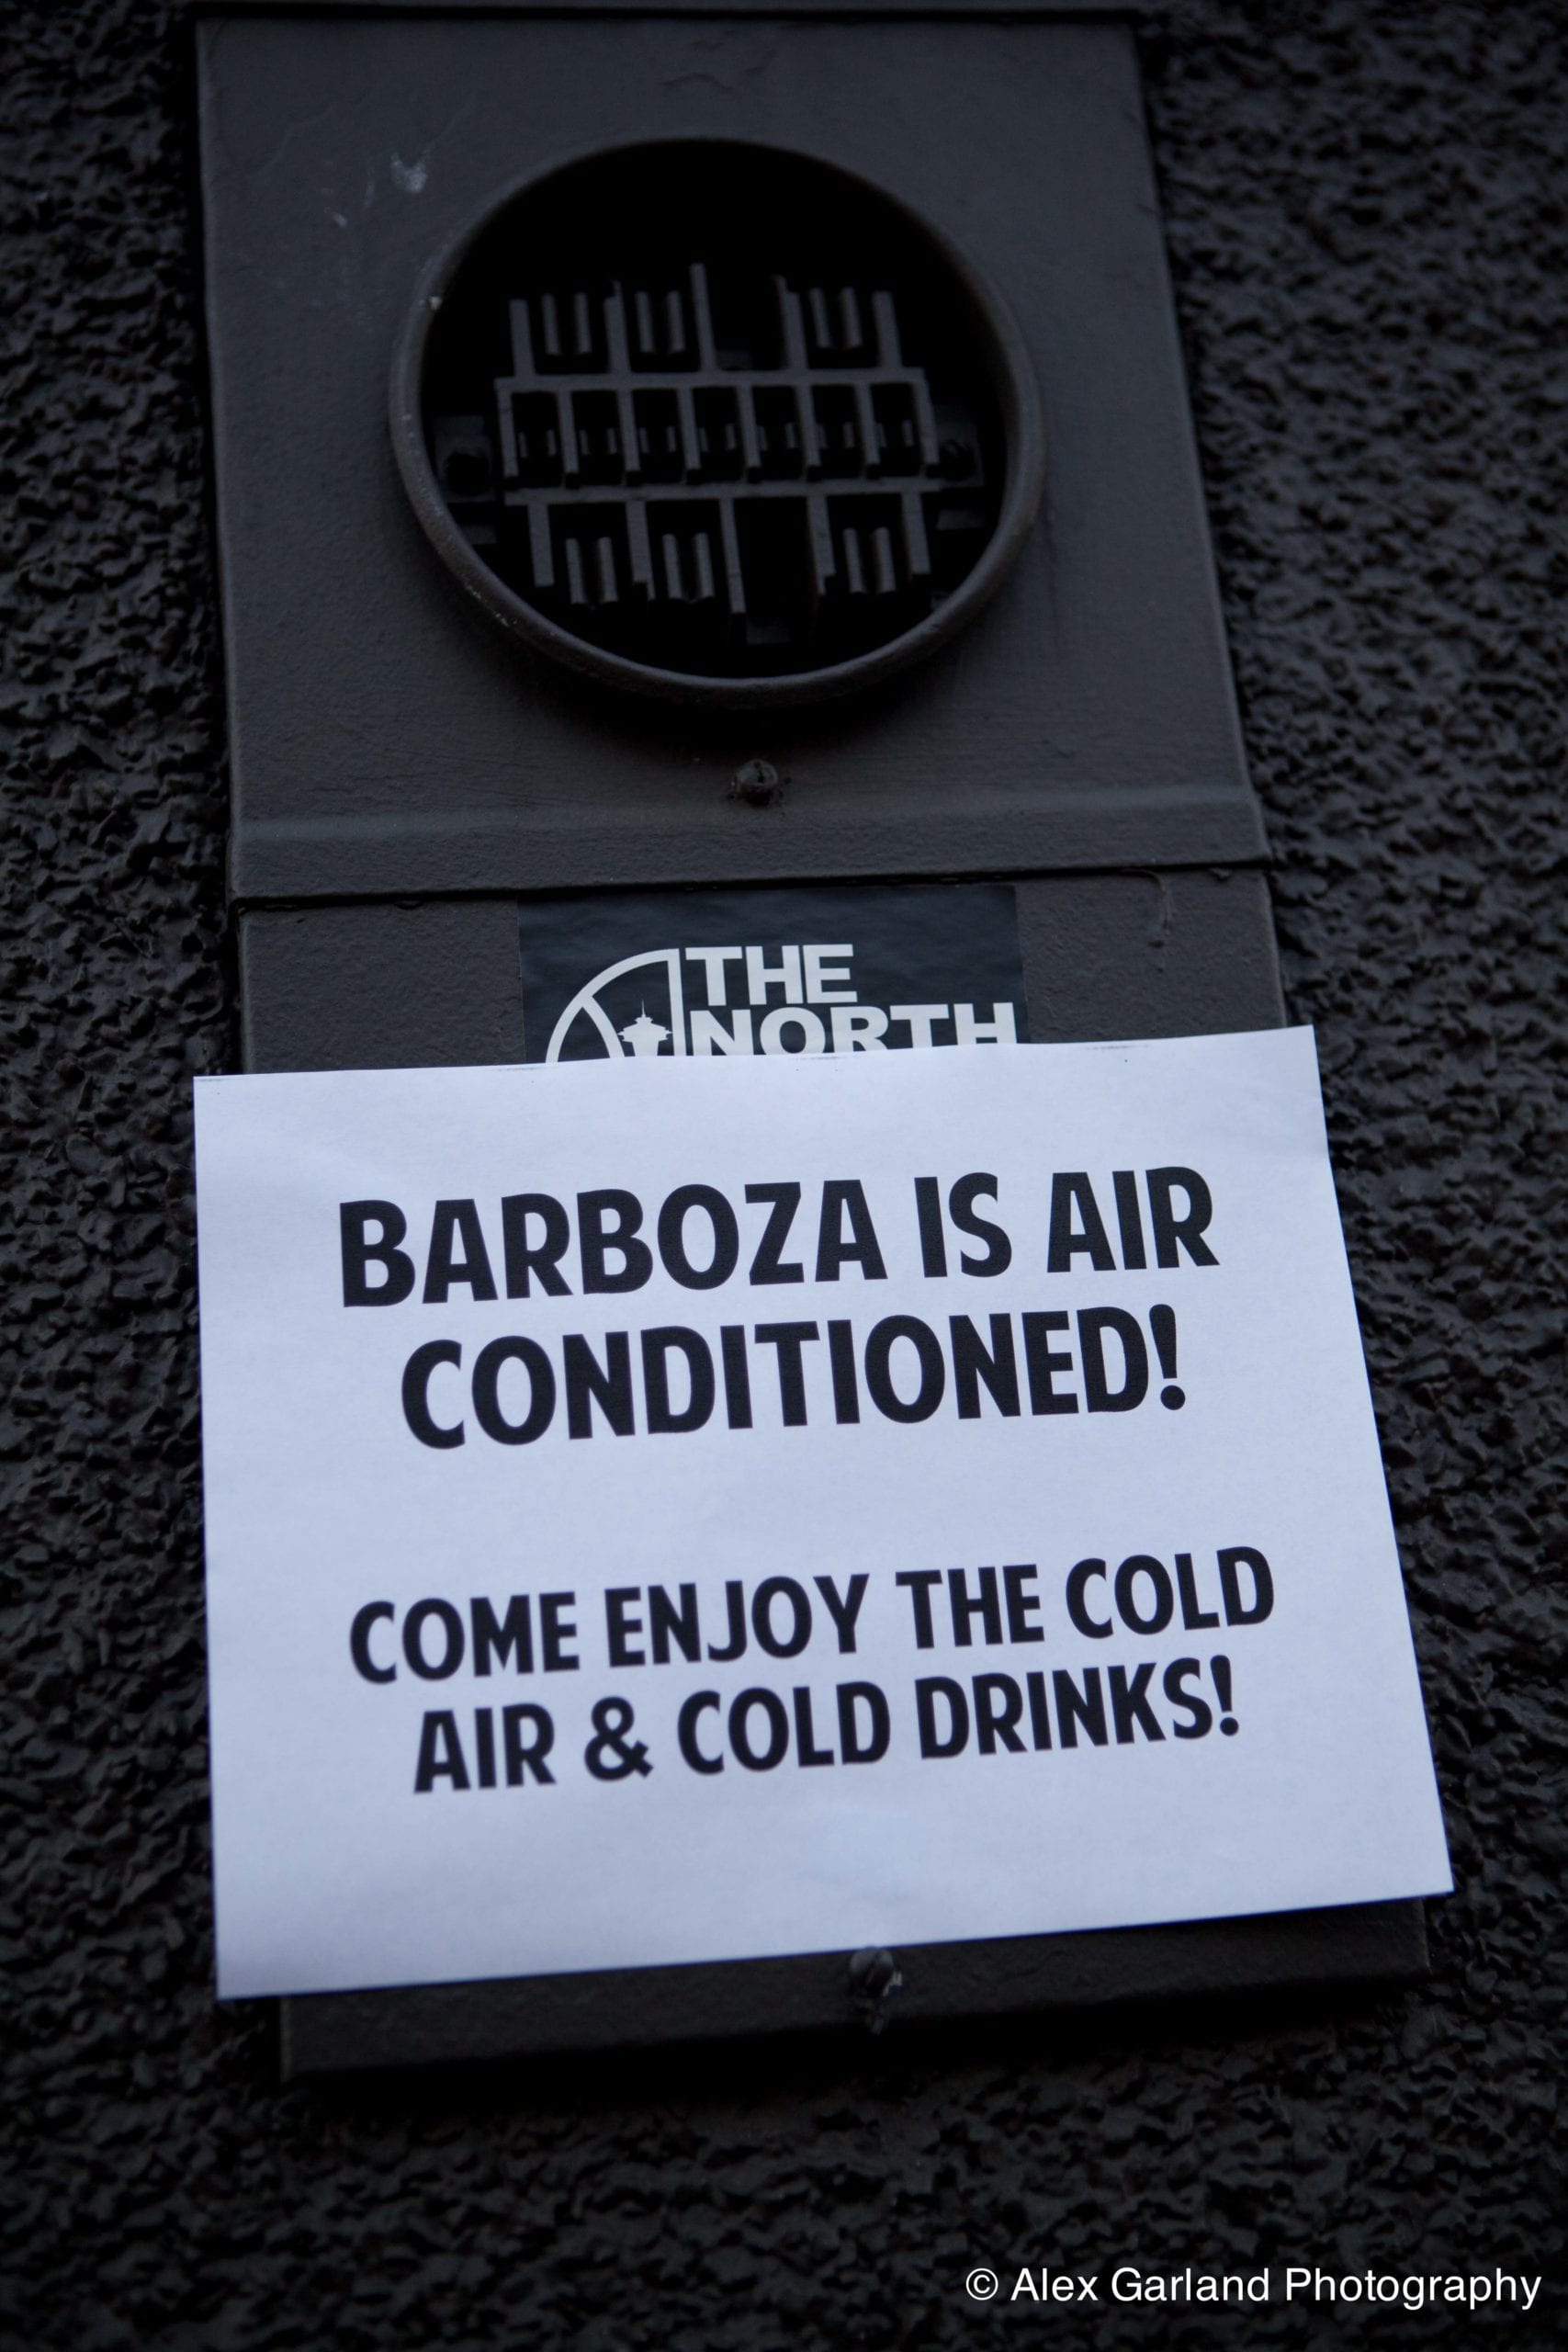 THE
NORTH
BARBOZA IS AIR
CONDITIONED!
COME ENJOY THE COLD
AIR & COLD DRINKS!
© Alex Garland Photography